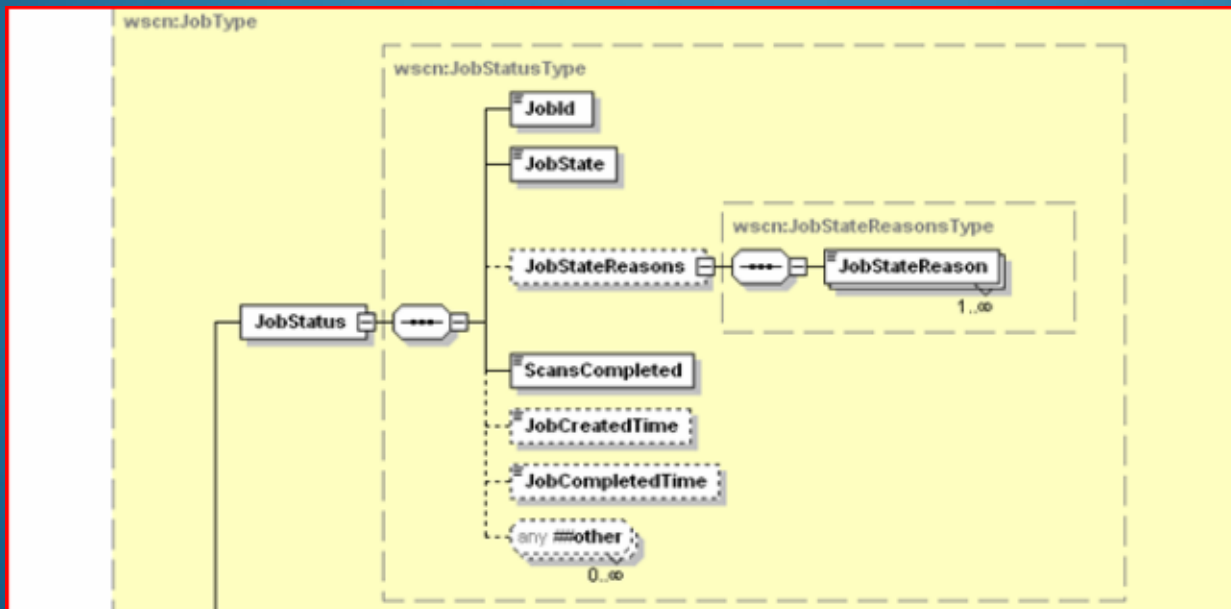 wscn:JobType
wscn:JobStatusType
JobId
JobState
wscn:JobStateReasonsType
JobStateReasons
JobStateReason
1..∞
JobStatus
ScansCompleted
JobCreatedTime
JobCompletedTime
any ##other
0..∞